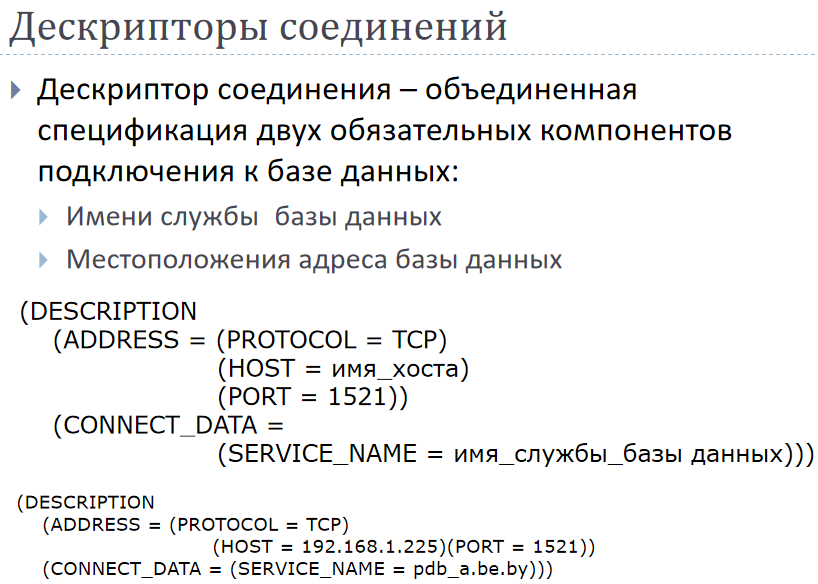 Дескрипторы соединений
Дескриптор соединения – объединенная
спецификация двух обязательных компонентов
подключения к базе данных:
Имени службы базы данных
Местоположения адреса базы данных
(DESCRIPTION
(ADDRESS = (PROTOCOL = TCP)
(HOST = имя_хоста)
(PORT = 1521))
(CONNECT_DATA =
(SERVICE_NAME = имя_службы_базы данных)))
(DESCRIPTION
(ADDRESS = (PROTOCOL = TCP)
(HOST = 192.168.1.225)(PORT = 1521))
(CONNECT_DATA = (SERVICE_NAME = pdb_a.be.by)))